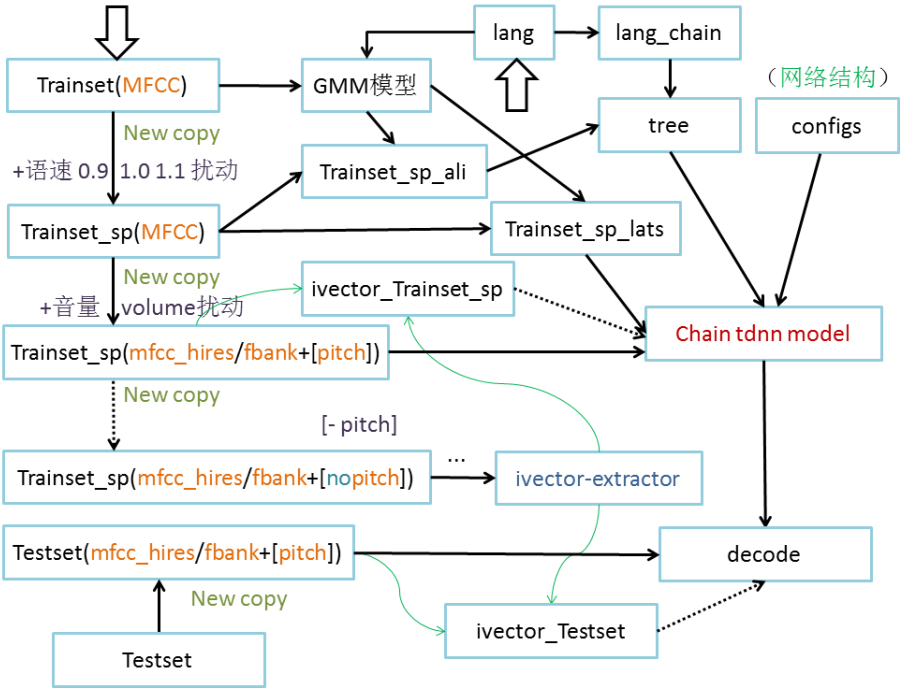 lang
lang_chain
Trainset(MFCC)
GMM模型
（网络结构）
New copy
tree
configs
+语速 0.9 1.0 1.1 扰动
Trainset_sp_ali
Trainset_sp(MFCC)
Trainset_sp_lats
New copy
ivector_Trainset_sp
+音量 volume扰动
Chain tdnn model
Trainset_sp(mfcc_hires/fbank+[pitch])
New copy
[- pitch]
...
Trainset_sp(mfcc_hires/fbank+[nopitch])
ivector-extractor
Testset(mfcc_hires/fbank+[pitch])
decode
New copy
ivector_Testset
Testset